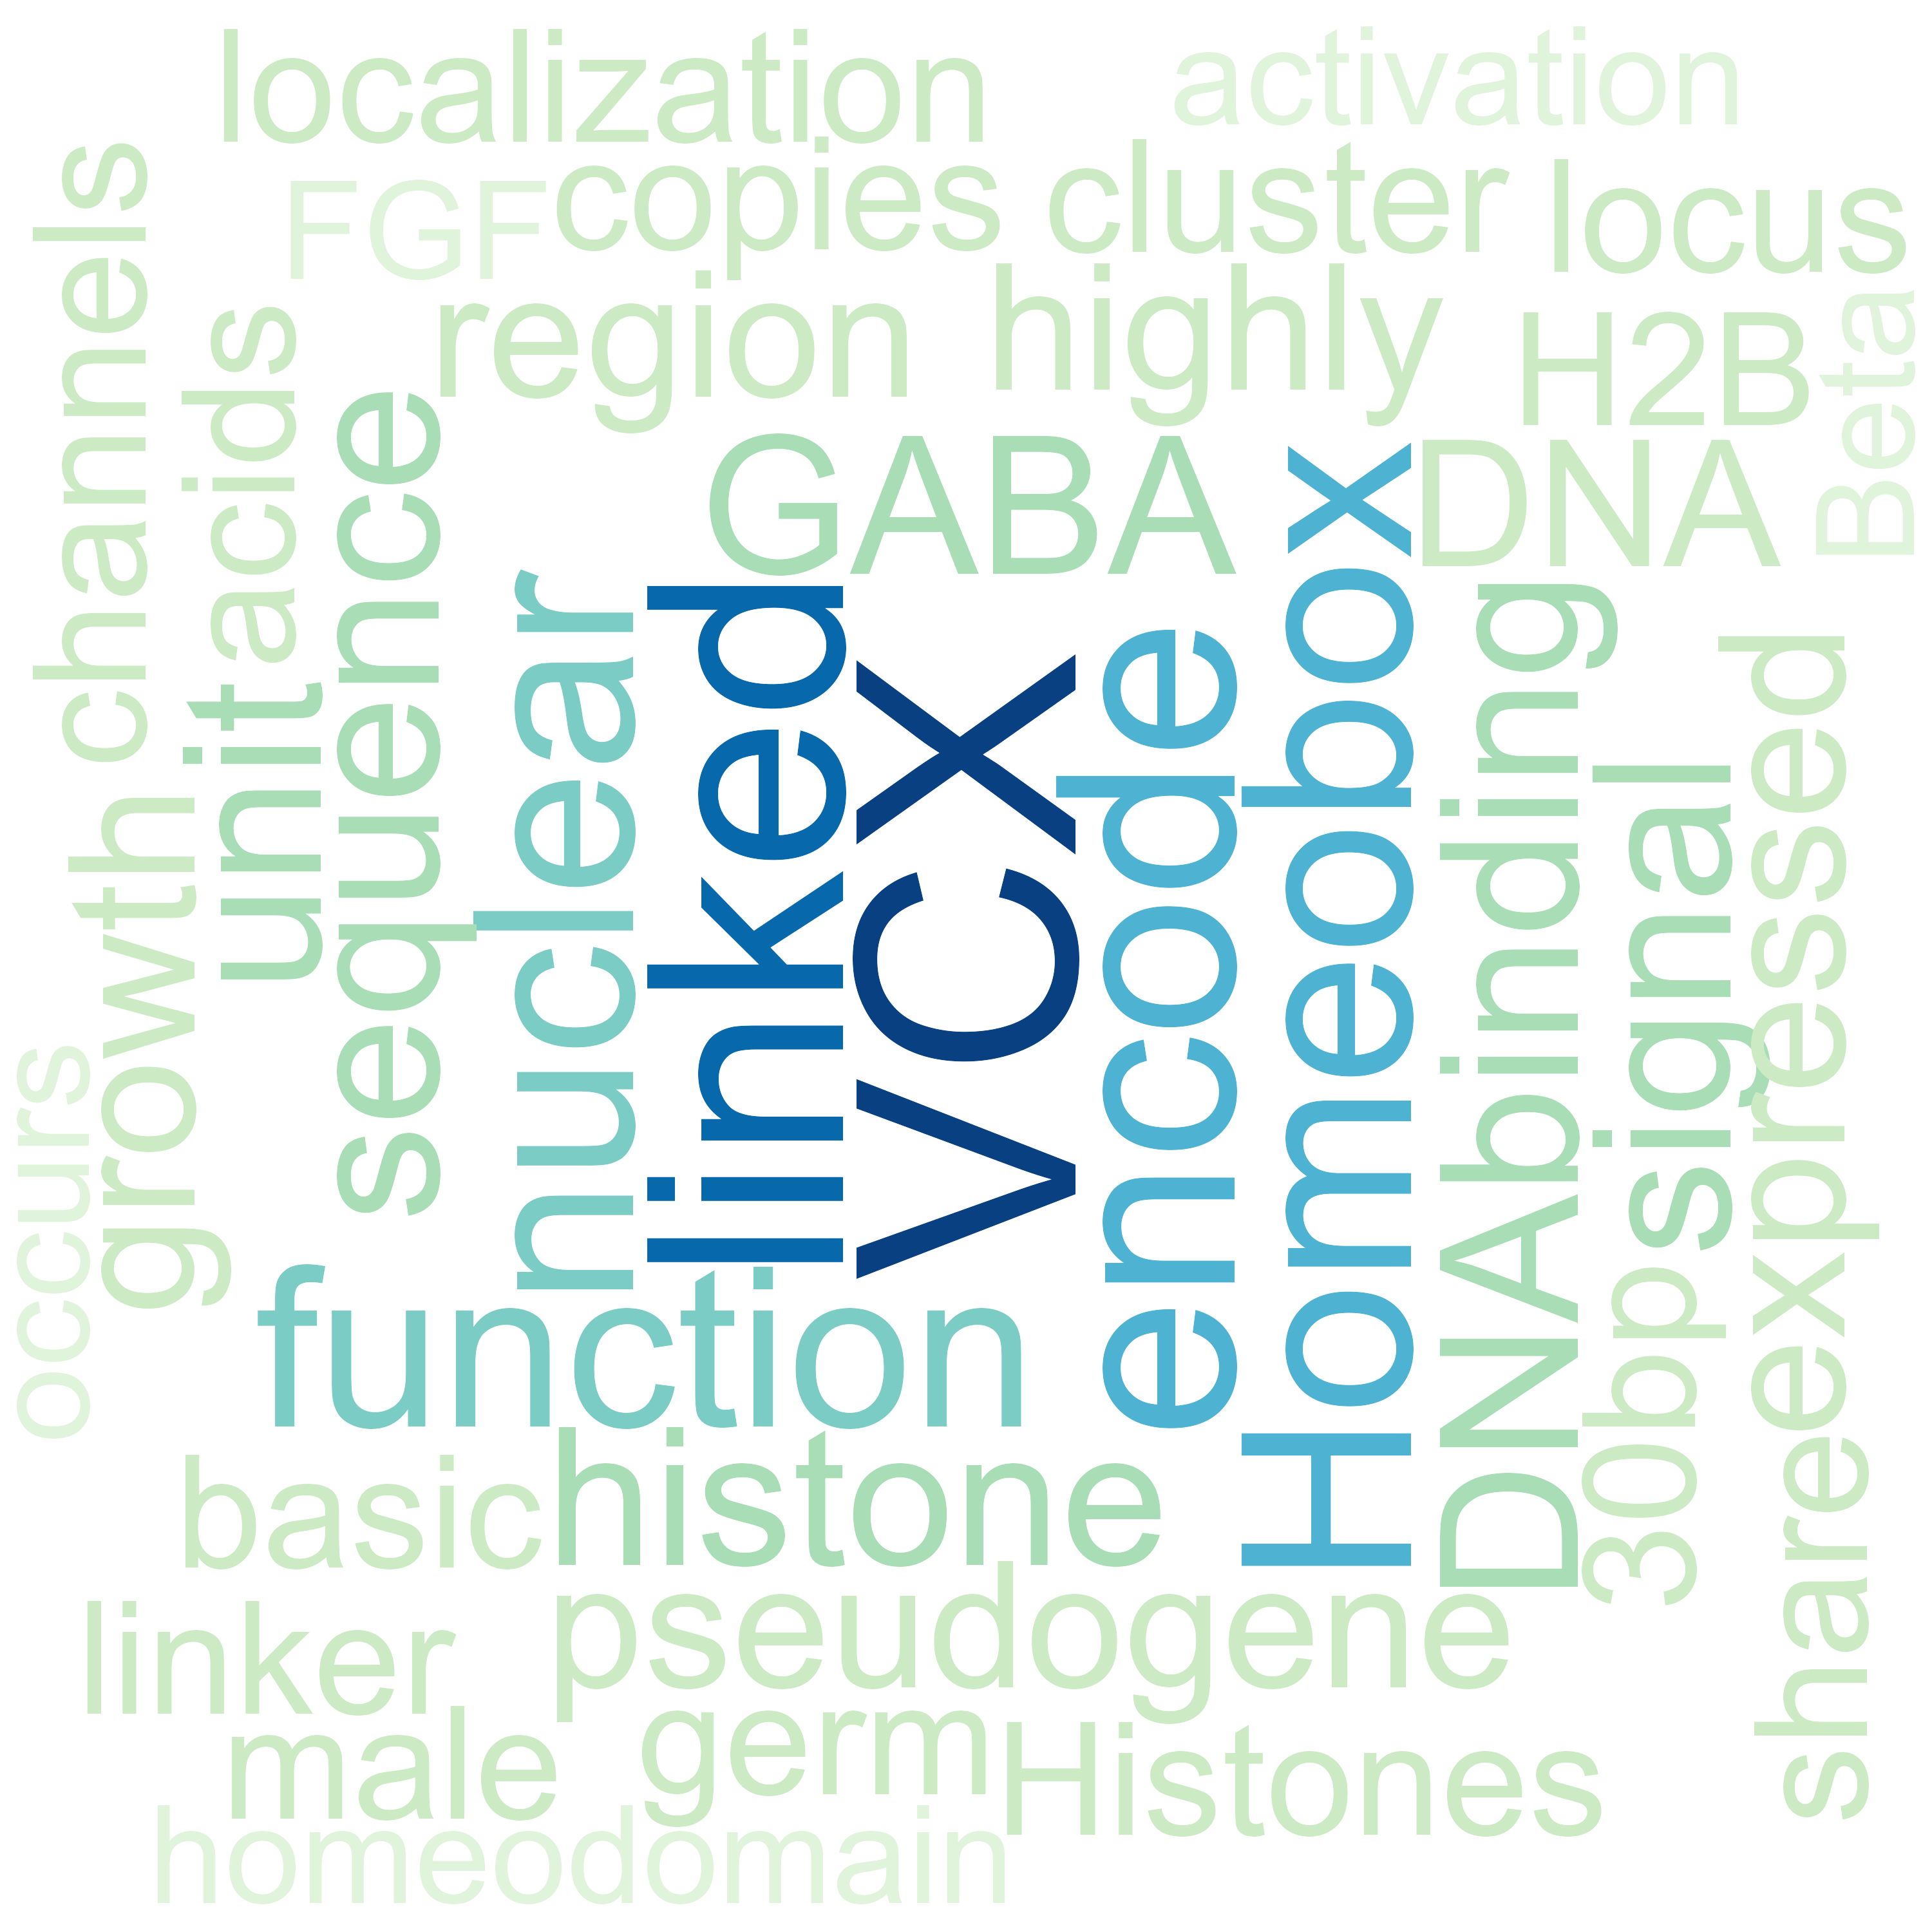 localization
activation
FGF
copies
cluster
locus
region
highly
H2B
Beta
channels
acids
sequence
GABA
DNA
unit
nuclear
linked
VCX
encode
Homeobox
DNAbinding
signal
expressed
growth
occurs
function
30bp
share
basic
histone
linker
pseudogene
male
germ
Histones
homeodomain